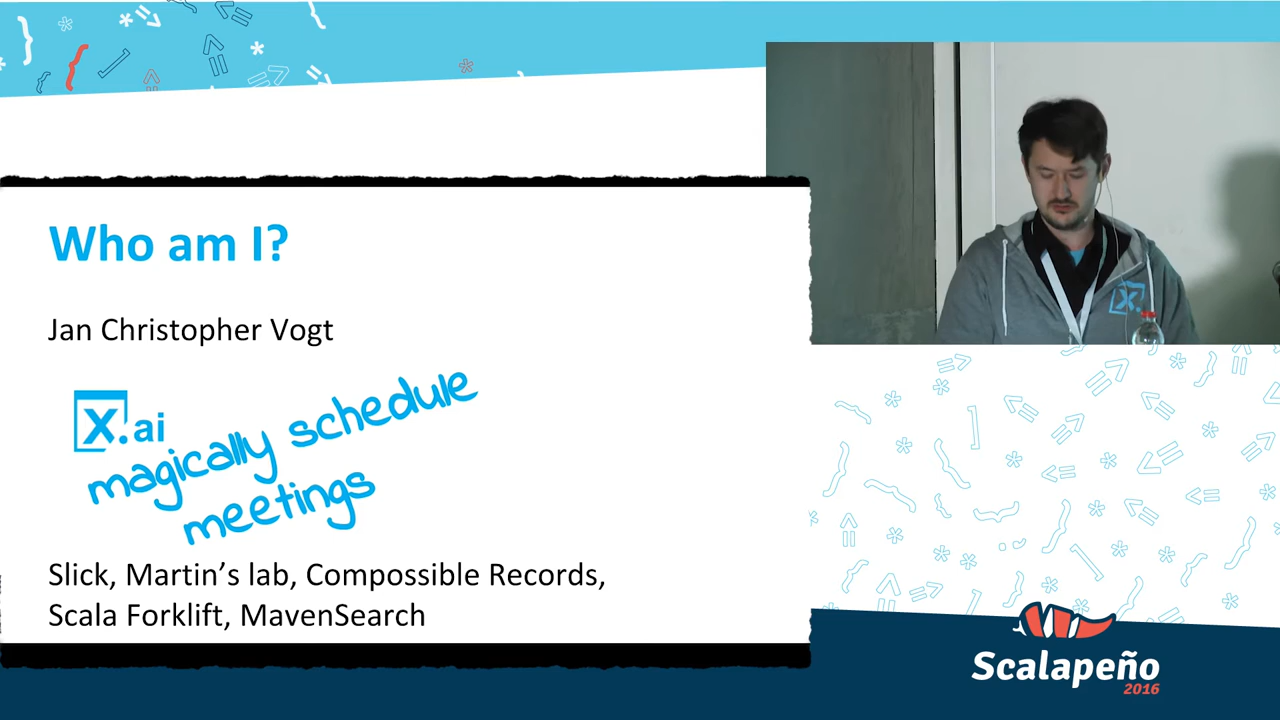 Who am I?
Jan Christopher Vogt
x.ai
magically schedule
meetings
Slick, Martin's lab, Compossible Records,
Scala Forklift, MavenSearch
X.
Scalapeño
2016